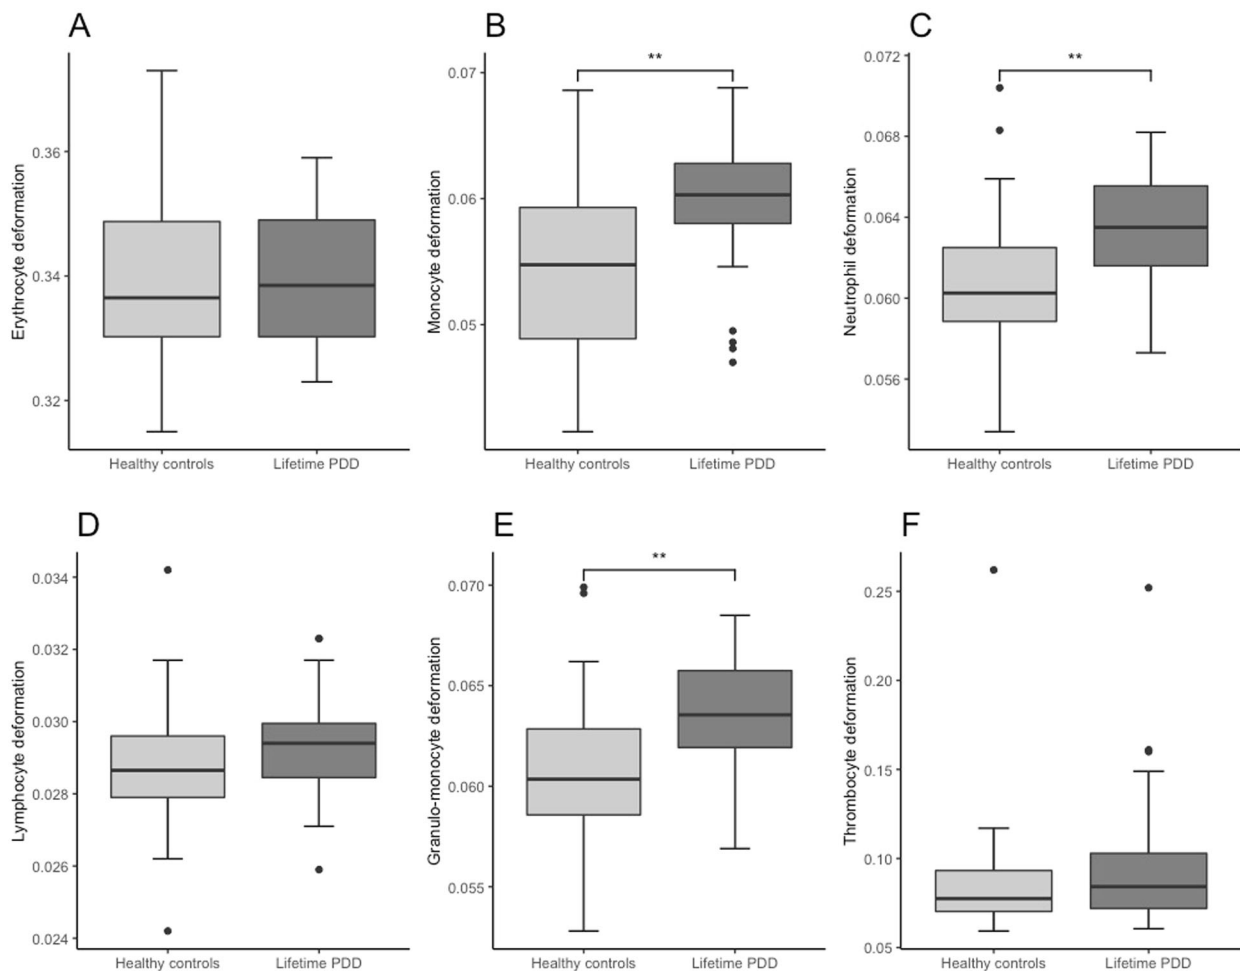 A
Erythrocyte deformation
0.36
0.34
0.32
Healthy controls
Lifetime PDD
B
**
Monocyte deformation
0.07
0.06
0.05
Healthy controls
Lifetime PDD
C
**
Neutrophil deformation
0.072
0.068
0.064
0.060
0.056
Healthy controls
Lifetime PDD
D
Lymphocyte deformation
0.034
0.032
0.030
0.028
0.026
0.024
Healthy controls
Lifetime PDD
E
**
Granulo-monocyte deformation
0.070
0.065
0.060
0.055
Healthy controls
Lifetime PDD
F
Thrombocyte deformation
0.25
0.20
0.15
0.10
0.05
Healthy controls
Lifetime PDD